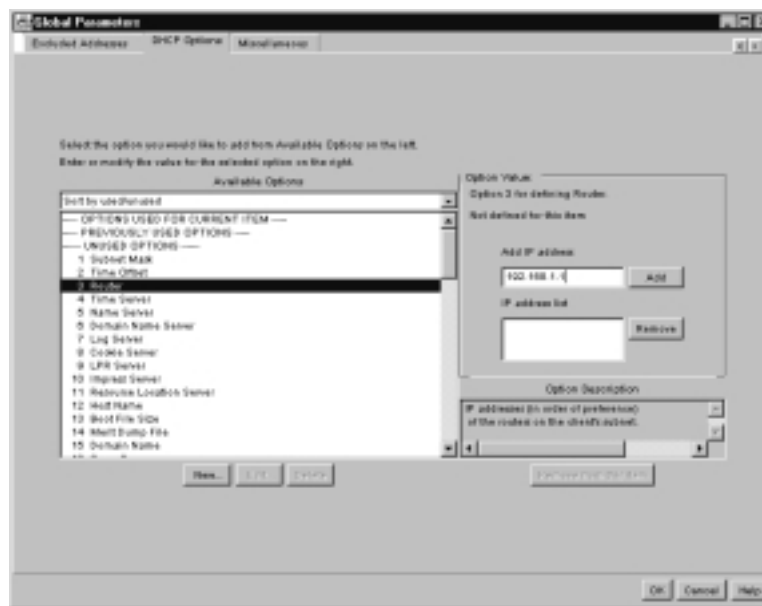 Global Parameters
Excluded Addresses
DHCP Options
Miscellaneous
Select the option you would like to add from Available Options on the left.
Enter or modify the value for the selected option on the right.
Available Options
Sort by used/unused
---- OPTIONS USED FOR CURRENT ITEM ----
---- PREVIOUSLY USED OPTIONS ----
---- UNUSED OPTIONS -----
1 Subnet Mask
2 Time Offset
3 Router
4 Time Server
5 Name Server
6 Domain Name Server
7 Log Server
8 Cookie Server
9 LPR Server
10 Impress Server
11 Resource Location Server
12 Host Name
13 Boot File Size
14 Merit Dump File
15 Domain Name
New...
Edit...
Delete
Option Value:
Option 3 for defining Router.
Not defined for this item
Add IP address
192.168.1.1
Add
IP address list
Remove
Option Description
IP addresses (in order of preference)
of the routers on the client's subnet.
OK
Cancel
Help